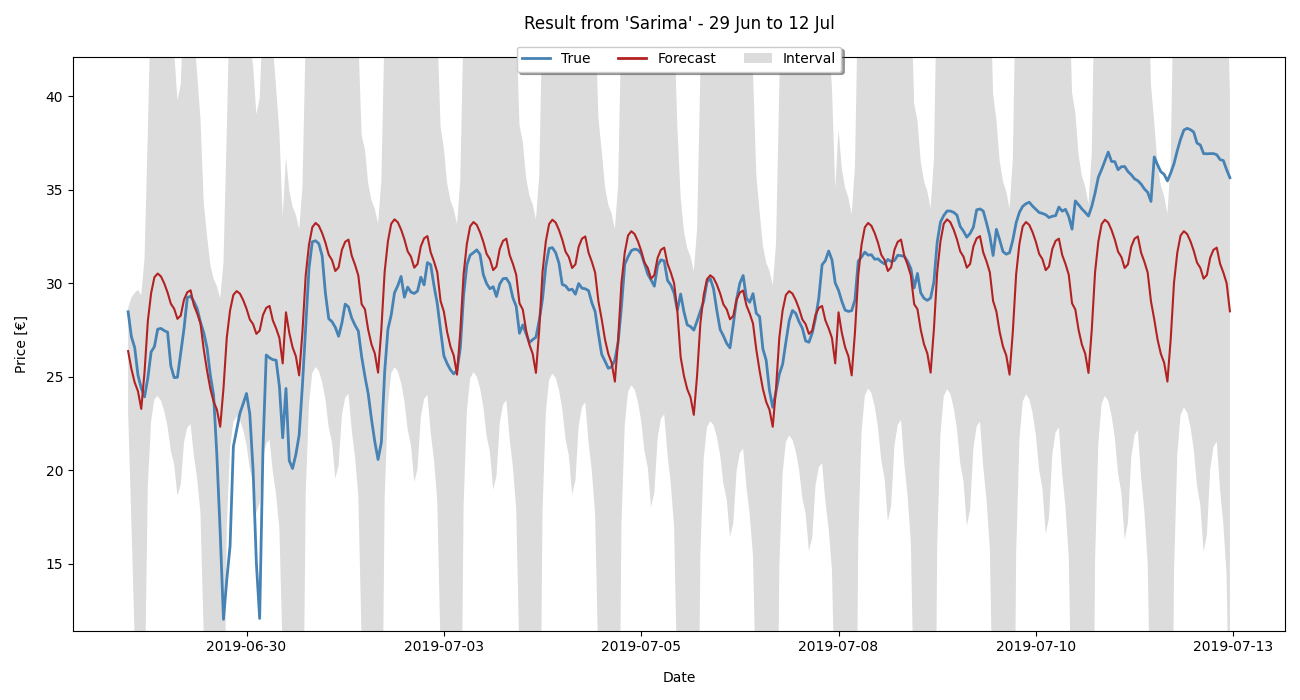 Result from 'Sarima' - 29 Jun to 12 Jul
True Forecast Interval
40
35
30
25
20
15
Price [€]
2019-06-30 2019-07-03 2019-07-05 2019-07-08 2019-07-10 2019-07-13
Date